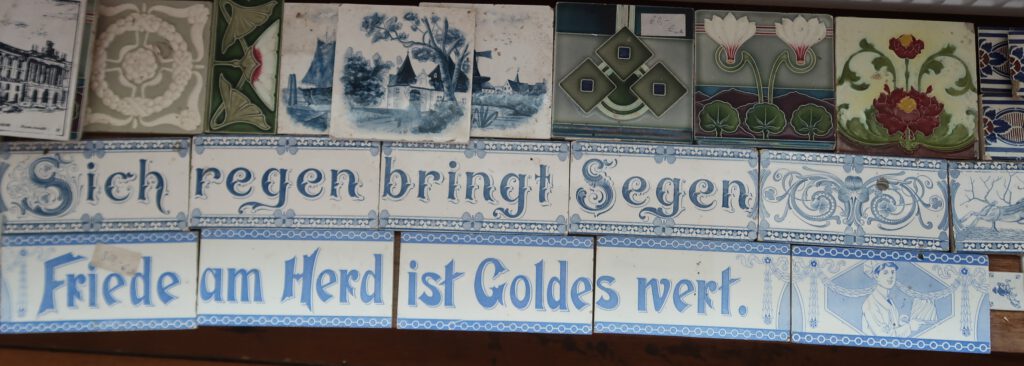 Sich regen bringt Segen
Friede am Herd ist Goldes wert.